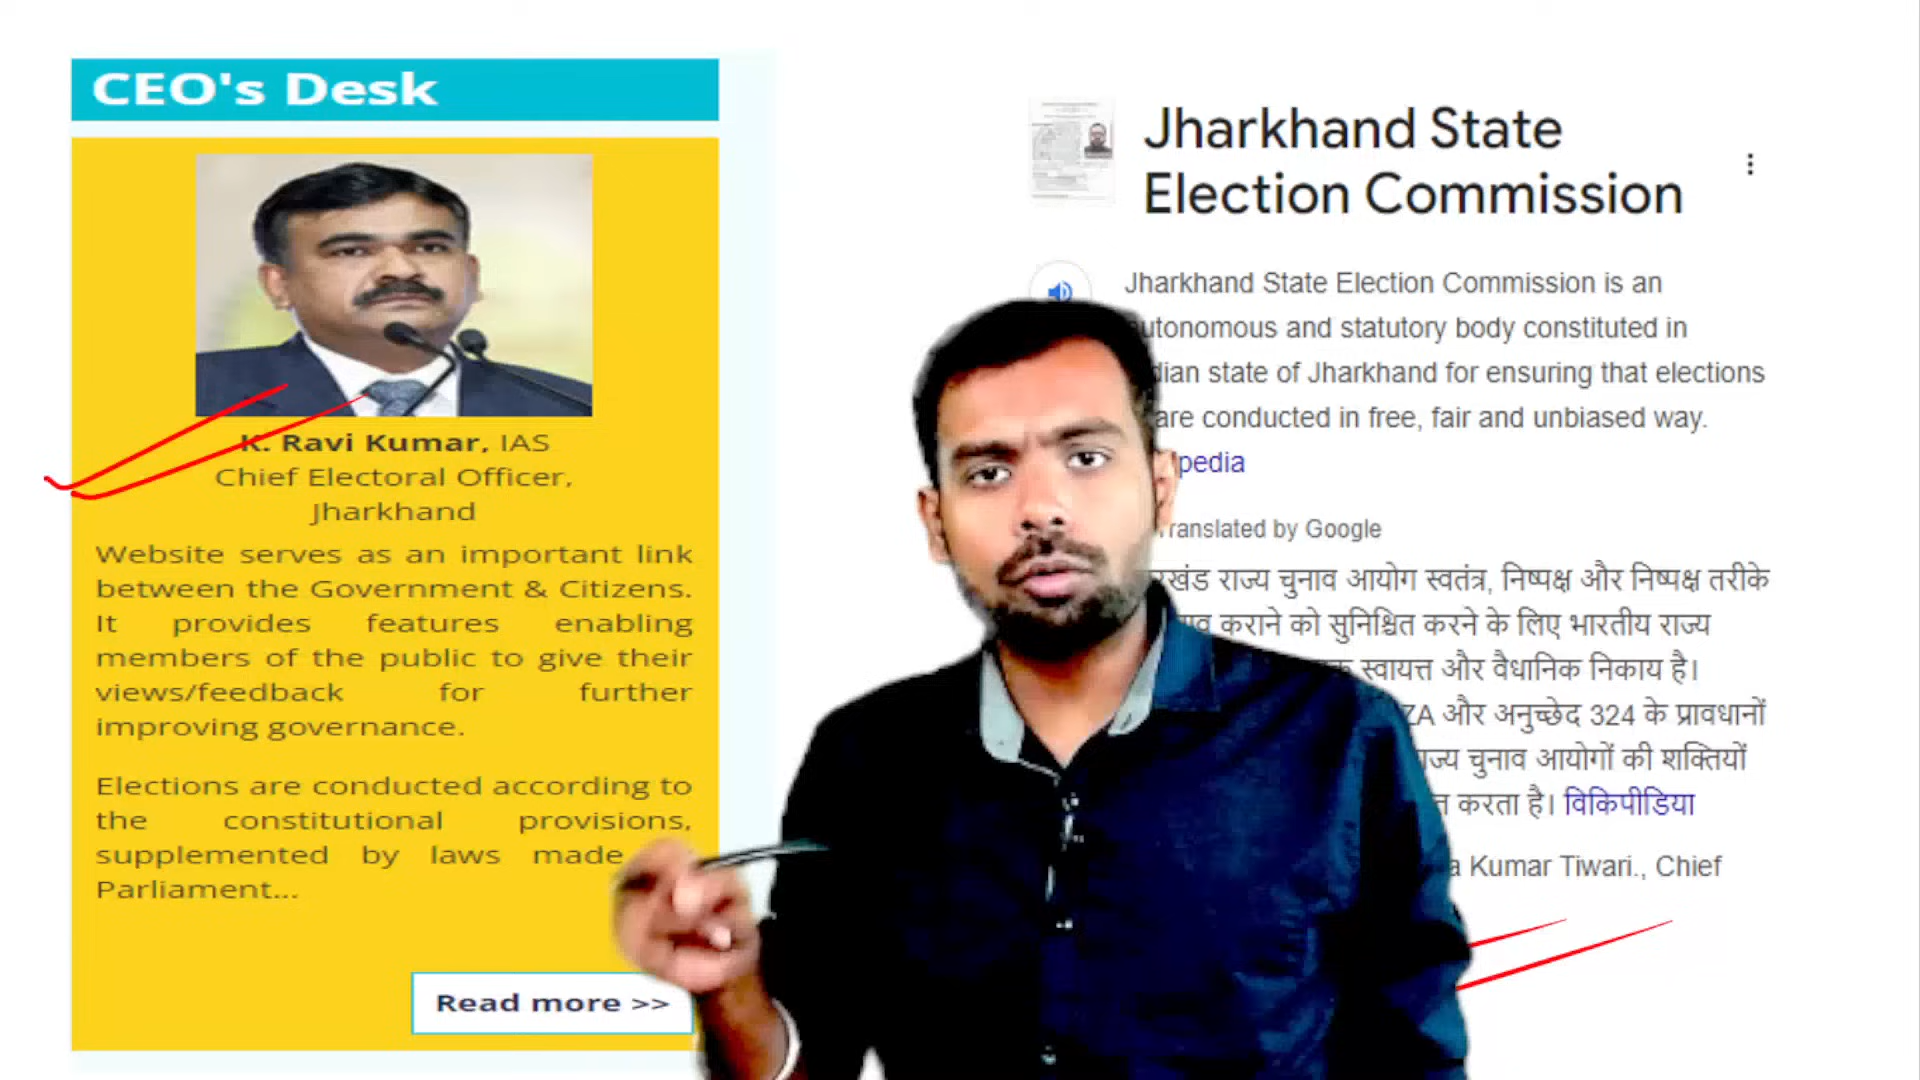 CEO's Desk
K. Ravi Kumar, IAS
Chief Electoral Officer,
Jharkhand
Website serves as an important link
between the Government & Citizens.
It provides features enabling
members of the public to give their
views/feedback for further
improving governance.
Elections are conducted according to
the constitutional provisions,
supplemented by laws made
Parliament...
Read more >>
Jharkhand State
Election Commission
Jharkhand State Election Commission is an
autonomous and statutory body constituted in
state of Jharkhand for ensuring that elections
are conducted in free, fair and unbiased way.
Translated by Google
राज्य चुनाव आयोग स्वतंत्र, निष्पक्ष और निष्पक्ष तरीके
कराने को सुनिश्चित करने के लिए भारतीय राज्य
स्वायत्त और वैधानिक निकाय है।
और अनुच्छेद 324 के प्रावधानों
चुनाव आयोगों की शक्तियों
करता है। विकिपीडिया
Kumar Tiwari., Chief